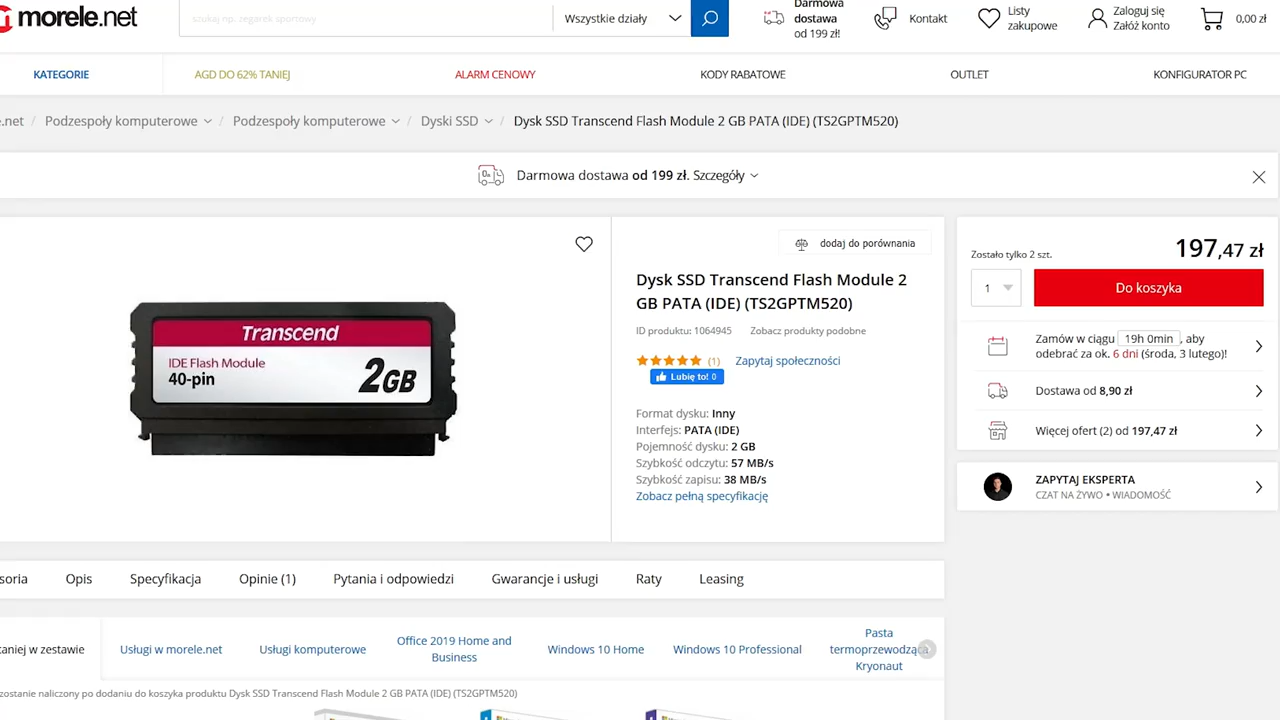 morele.net
szukaj np. zegarek sportowy
Wszystkie działy
Darmowa
dostawa
od 199 zł!
Kontakt
Listy
zakupowe
Zaloguj się
Załóż konto
0,00 zł
KATEGORIE
AGD DO 62% TANIEJ
ALARM CENOWY
KODY RABATOWE
OUTLET
KONFIGURATOR PC
e.net / Podzespoły komputerowe / Podzespoły komputerowe / Dyski SSD / Dysk SSD Transcend Flash Module 2 GB PATA (IDE) (TS2GPTM520)
Darmowa dostawa od 199 zł. Szczegóły
dodaj do porównania
Transcend
IDE Flash Module
40-pin
2GB
Dysk SSD Transcend Flash Module 2
GB PATA (IDE) (TS2GPTM520)
ID produktu: 1064945
Zobacz produkty podobne
(1)
Zapytaj społeczności
Lubię to! 0
Format dysku: Inny
Interfejs: PATA (IDE)
Pojemność dysku: 2 GB
Szybkość odczytu: 57 MB/s
Szybkość zapisu: 38 MB/s
Zobacz pełną specyfikację
Zostało tylko 2 szt.
197,47 zł
1
Do koszyka
Zamów w ciągu 19h 0min , aby
odebrać za ok. 6 dni (środa, 3 lutego)!
Dostawa od 8,90 zł
Więcej ofert (2) od 197,47 zł
ZAPYTAJ EKSPERTA
CZAT NA ŻYWO • WIADOMOŚĆ
soria
Opis
Specyfikacja
Opinie (1)
Pytania i odpowiedzi
Gwarancje i usługi
Raty
Leasing
taniej w zestawie
Usługi w morele.net
Usługi komputerowe
Office 2019 Home and
Business
Windows 10 Home
Windows 10 Professional
Pasta
termoprzewodząca
Kryonaut
zostanie naliczony po dodaniu do koszyka produktu Dysk SSD Transcend Flash Module 2 GB PATA (IDE) (TS2GPTM520)